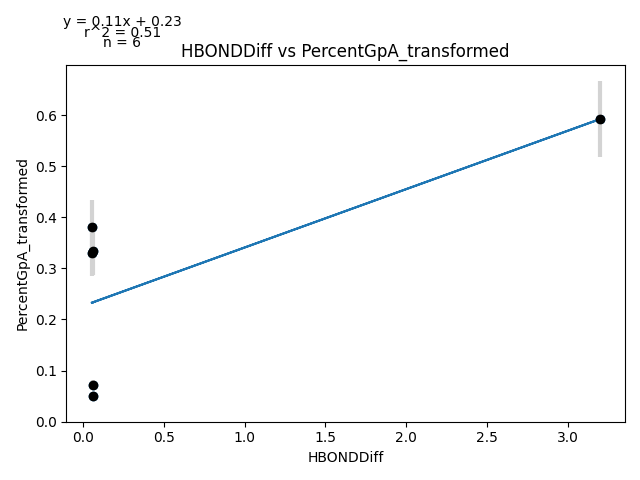 y = 0.11x + 0.23
r^2 = 0.51
n = 6
HBONDDiff vs PercentGpA_transformed
PercentGpA_transformed
0.6
0.5
0.4
0.3
0.2
0.1
0.0
0.0 0.5 1.0 1.5 2.0 2.5 3.0
HBONDDiff